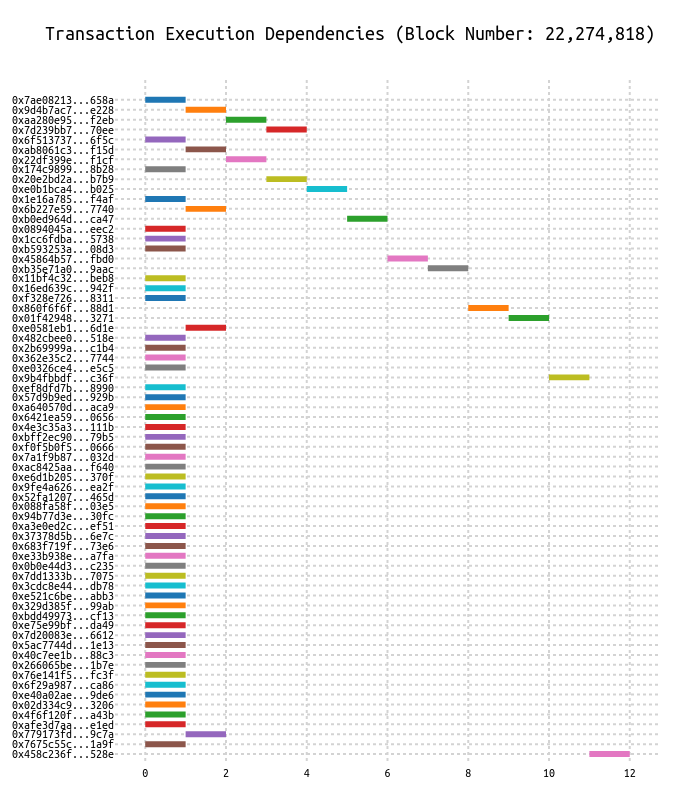 Transaction Execution Dependencies (Block Number: 22,274,818)
0x7ae08213...658a
0x9d4b7ac7...e228
0xaa280e95...f2eb
0x7d239bb7...70ee
0x6f513737...6f5c
0xab8061c3...f15d
0x22df399e...f1cf
0x174c9899...8b28
0x20e2bd2a...b7b9
0xe0b1bca4...b025
0x1e16a785...f4af
0x6b227e59...7740
0xb0ed964d...ca47
0x0894045a...eec2
0x1cc6fdba...5738
0xb593253a...08d3
0x45864b57...fbd0
0xb35e71a0...9aac
0x11bf4c32...beb8
0x16ed639c...942f
0xf328e726...8311
0x860f6f6f...88d1
0x01f42948...3271
0xe0581eb1...6d1e
0x482cbee0...518e
0x2b69999a...c1b4
0x362e35c2...7744
0xe0326ce4...e5c5
0x9b4fbbdf...c36f
0xef8dfd7b...8990
0x57d9b9ed...929b
0xa640570d...aca9
0x6421ea59...0656
0x4e3c35a3...111b
0xbff2ec90...79b5
0xf0f5b0f5...0666
0x7a1f9b87...032d
0xac8425aa...f640
0xe6d1b205...370f
0x9fe4a626...ea2f
0x52fa1207...465d
0x088fa58f...03e5
0x94b77d3e...30fc
0xa3e0ed2c...ef51
0x37378d5b...6e7c
0x683f719f...73e6
0xe33b938e...a7fa
0x0b0e44d3...c235
0x7dd1333b...7075
0x3cdc8e44...db78
0xe521c6be...abb3
0x329d385f...99ab
0xbdd49973...cf13
0xe75e99bf...da49
0x7d20083e...6612
0x5ac7744d...1e13
0x40c7ee1b...88c3
0x266065be...1b7e
0x76e141f5...fc3f
0x6f29a987...ca86
0xe40a02ae...9de6
0x02d334c9...3206
0x4f6f120f...a43b
0xafe3d7aa...e1ed
0x779173fd...9c7a
0x7675c55c...1a9f
0x458c236f...528e
0 2 4 6 8 10 12